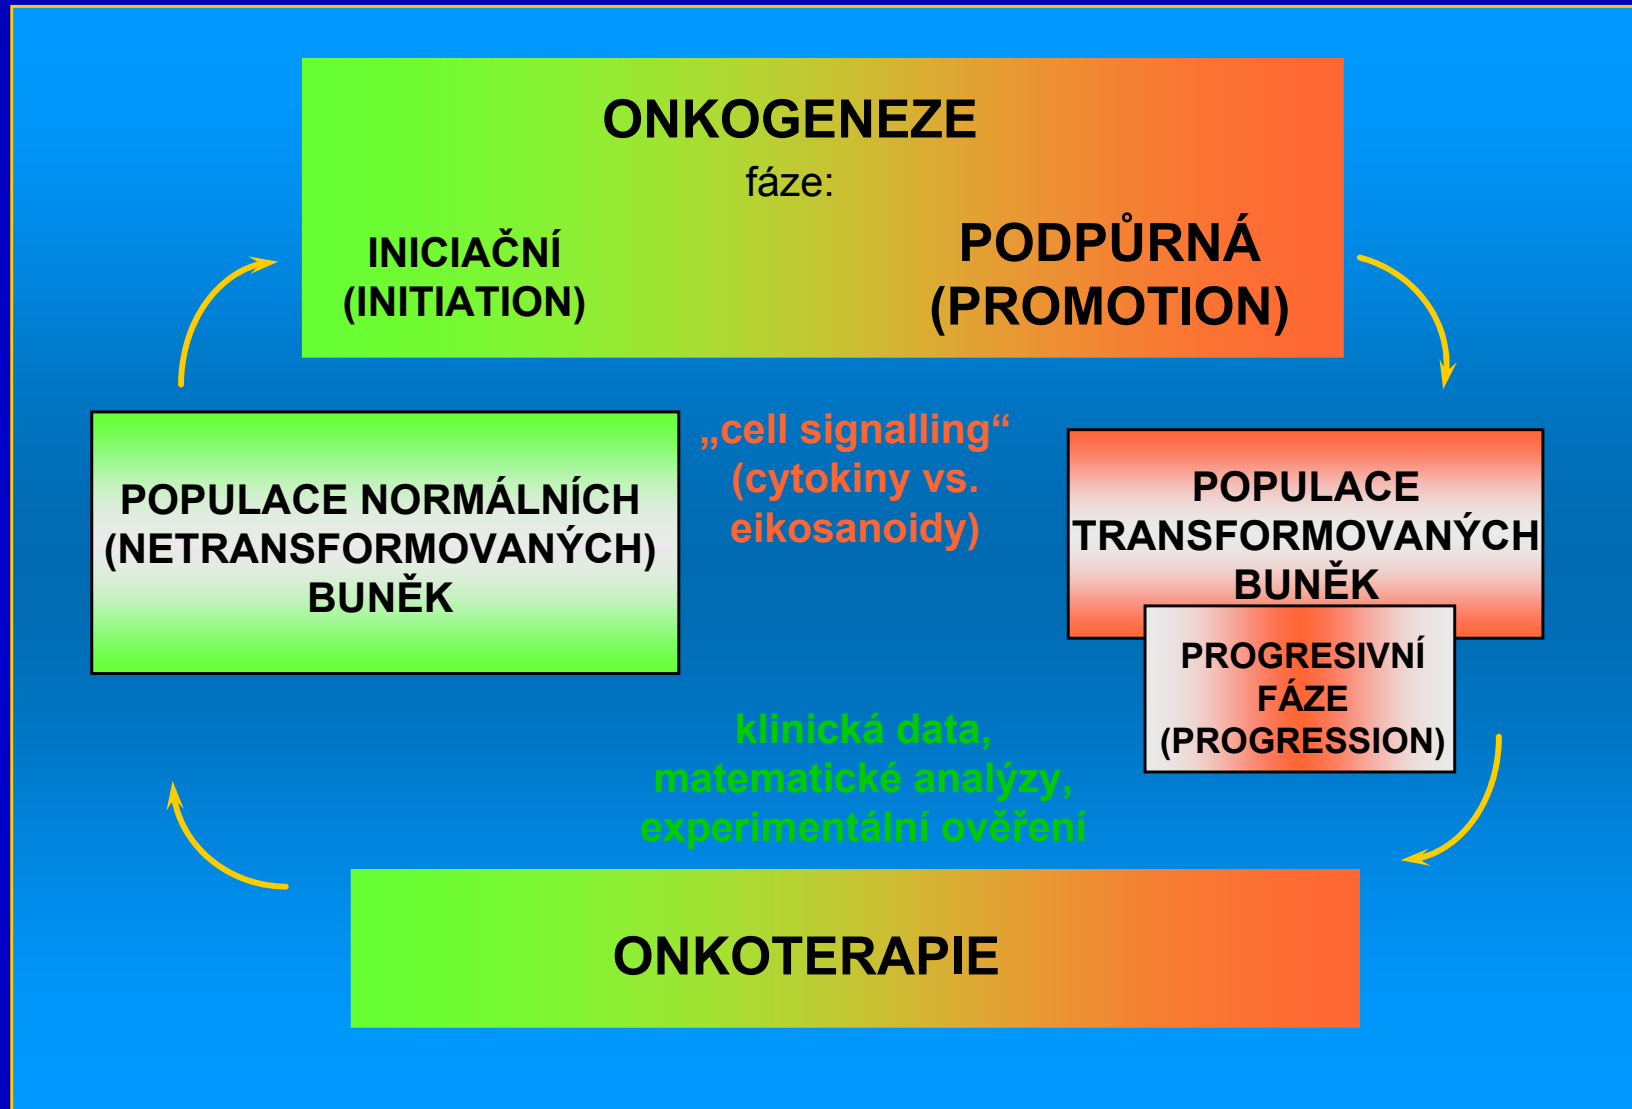 ONKOGENEZE
fáze:
INICIAČNÍ
(INITIATION)
PODPŮRNÁ
(PROMOTION)
POPULACE NORMÁLNÍCH
(NETRANSFORMOVANÝCH)
BUNĚK
„cell signalling“
(cytokiny vs.
eikosanoidy)
POPULACE
TRANSFORMOVANÝCH
BUNĚK
PROGRESIVNÍ
FÁZE
(PROGRESSION)
klinická data,
matematické analýzy,
experimentální ověření
ONKOTERAPIE